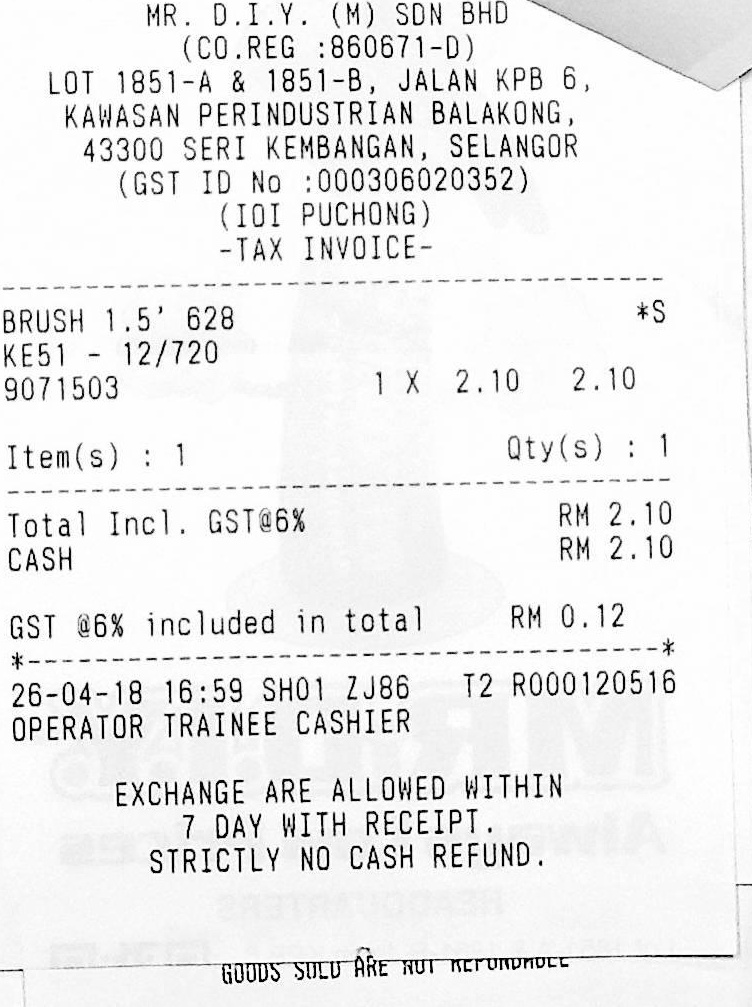 MR. D.I.Y. (M) SDN BHD
(CO.REG :860671-D)
LOT 1851-A & 1851-B, JALAN KPB 6,
KAWASAN PERINDUSTRIAN BALAKONG,
43300 SERI KEMBANGAN, SELANGOR
(GST ID No :000306020352)
(IOI PUCHONG)
-TAX INVOICE-
BRUSH 1.5' 628 *S
KE51 - 12/720
9071503 1 X 2.10 2.10
Item(s) : 1 Qty(s) : 1
Total Incl. GST@6% RM 2.10
CASH RM 2.10
GST @6% included in total RM 0.12
*--------------------------------------*
26-04-18 16:59 SH01 ZJ86 T2 R000120516
OPERATOR TRAINEE CASHIER
EXCHANGE ARE ALLOWED WITHIN
7 DAY WITH RECEIPT.
STRICTLY NO CASH REFUND.
GOODS SOLD ARE NOT REFUNDABLE